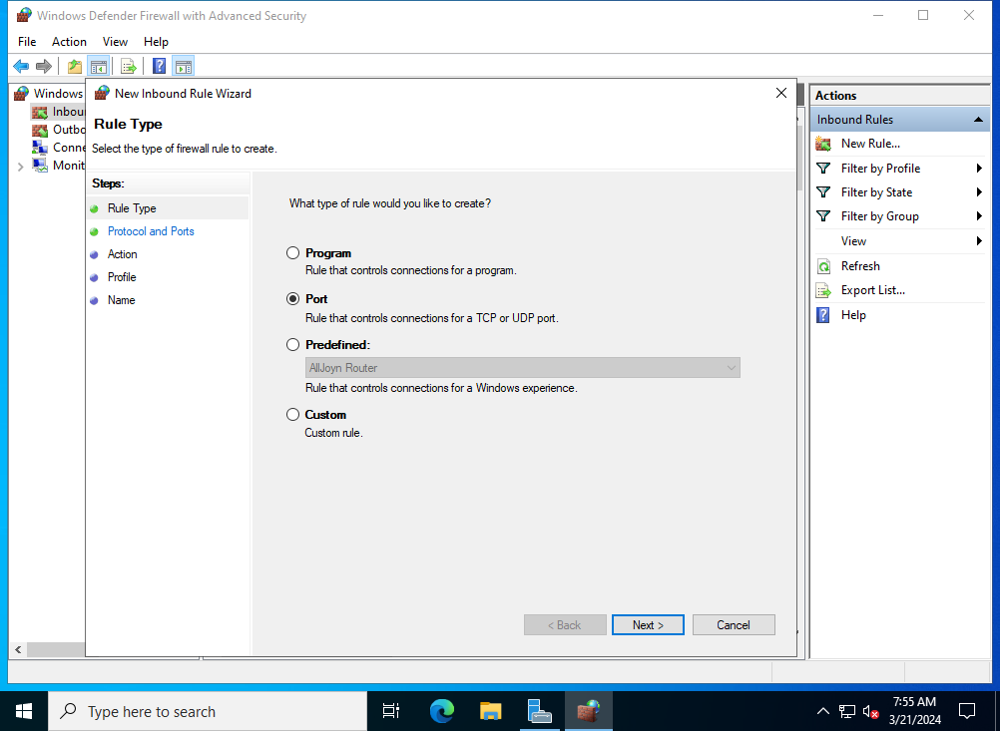 Windows Defender Firewall with Advanced Security
File Action View Help
Windows
Inbou
Outbo
Conne
Monit
New Inbound Rule Wizard
Rule Type
Select the type of firewall rule to create.
Steps:
Rule Type
Protocol and Ports
Action
Profile
Name
What type of rule would you like to create?
Program
Rule that controls connections for a program.
Port
Rule that controls connections for a TCP or UDP port.
Predefined:
AllJoyn Router
Rule that controls connections for a Windows experience.
Custom
Custom rule.
< Back Next > Cancel
Actions
Inbound Rules
New Rule...
Filter by Profile
Filter by State
Filter by Group
View
Refresh
Export List...
Help
Type here to search
7:55 AM
3/21/2024